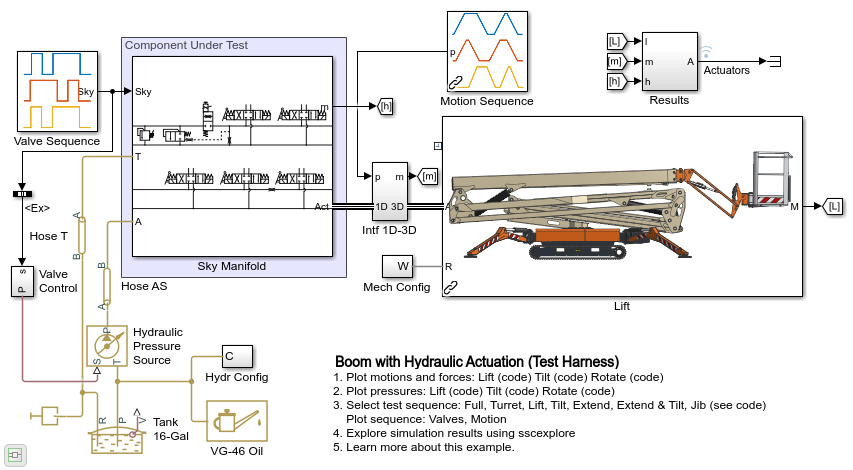 Component Under Test
Sky
Sky
m
T
A
Act
Valve Sequence
Sky Manifold
<Ex>
Hose T
A
B
Hose AS
B
A
s
P
Valve
Control
Hydraulic
Pressure
Source
P
S
T
C
Hydr Config
VG-46 Oil
R
P
V
Tank
16-Gal
[h]
p
Motion Sequence
p
m
1D 3D
Intf 1D-3D
[m]
W
Mech Config
A
R
M
[L]
Lift
[L]
[m]
[h]
l
m
h
A
Results
Actuators
Boom with Hydraulic Actuation (Test Harness)
1. Plot motions and forces: Lift (code) Tilt (code) Rotate (code)
2. Plot pressures: Lift (code) Tilt (code) Rotate (code)
3. Select test sequence: Full, Turret, Lift, Tilt, Extend, Extend & Tilt, Jib (see code)
Plot sequence: Valves, Motion
4. Explore simulation results using sscexplore
5. Learn more about this example.